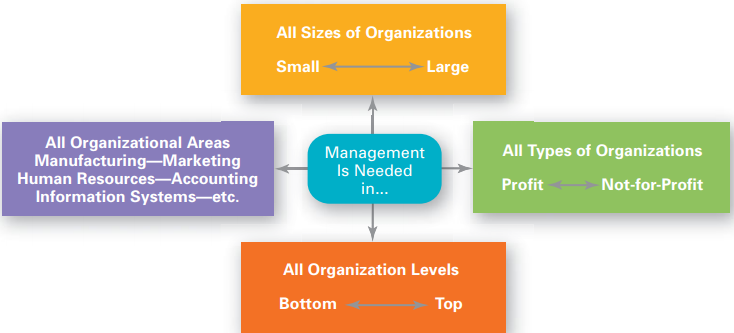 All Sizes of Organizations
Small Large
All Organizational Areas
Manufacturing—Marketing
Human Resources—Accounting
Information Systems—etc.
Management
Is Needed
in...
All Types of Organizations
Profit Not-for-Profit
All Organization Levels
Bottom Top